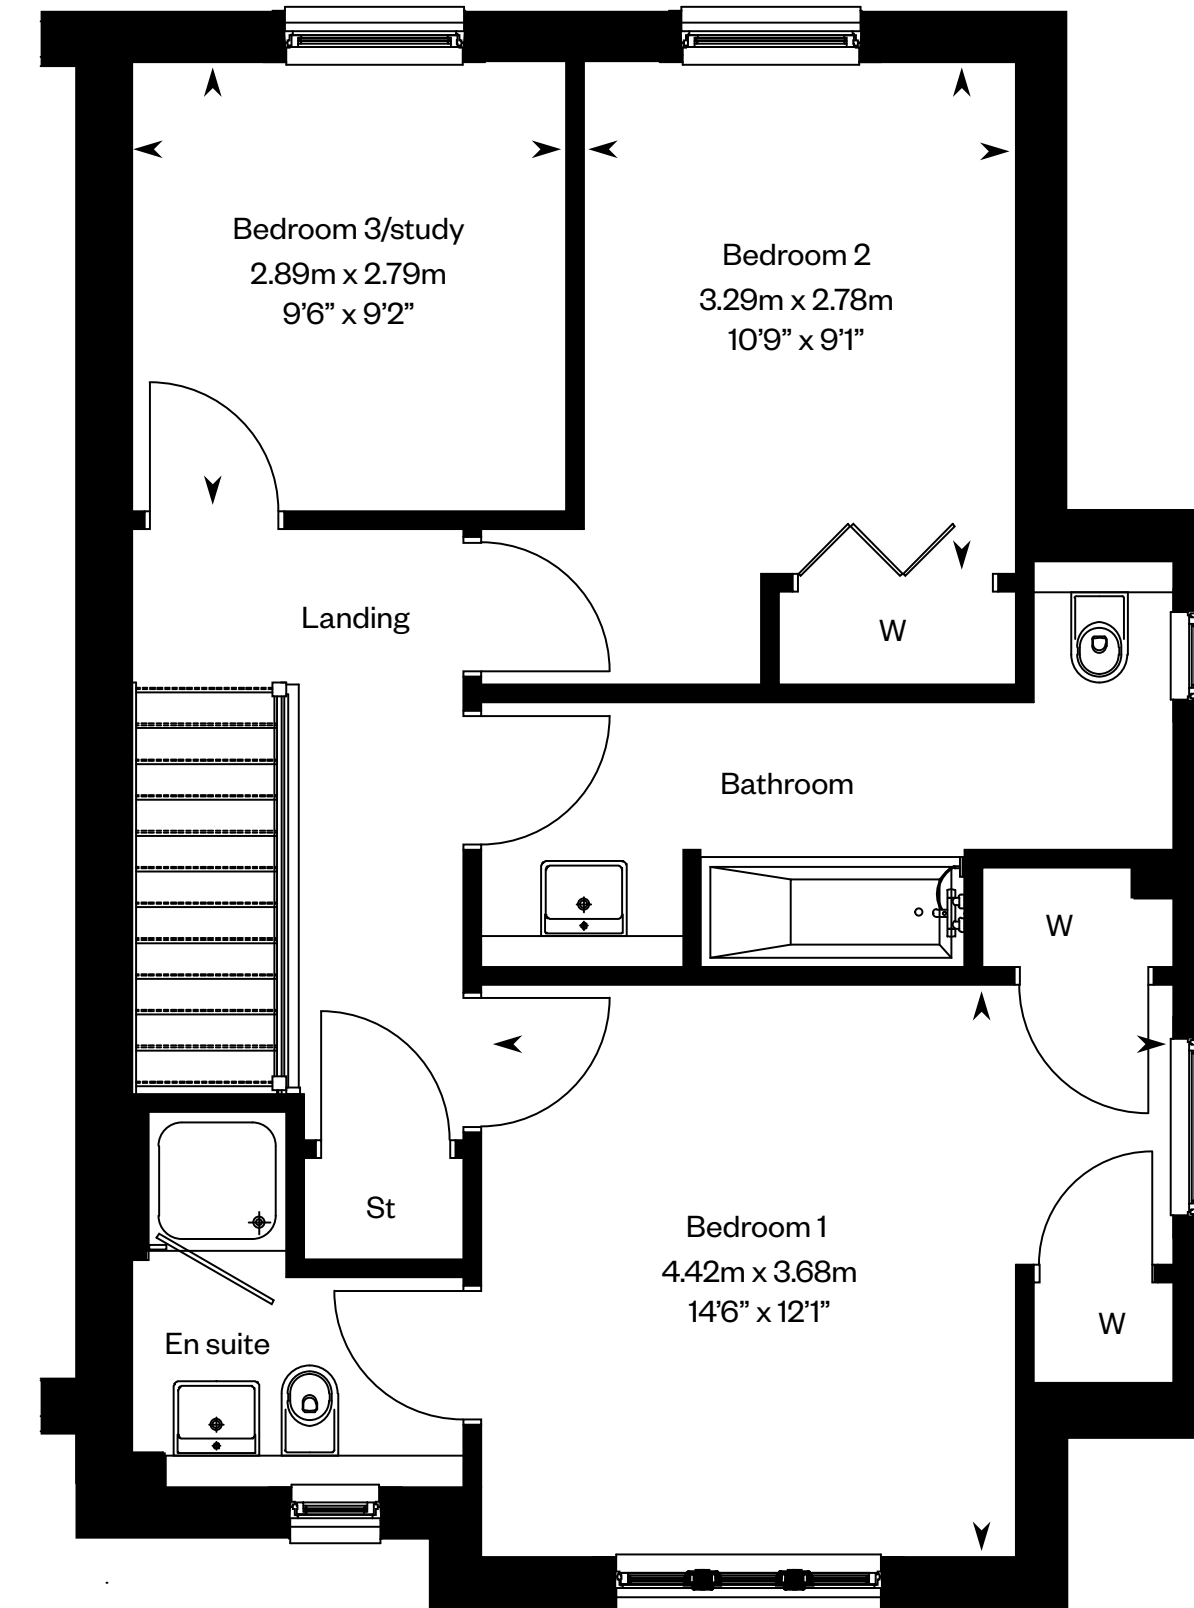 Bedroom 3/study
2.89m x 2.79m
9’6” x 9’2”
Bedroom 2
3.29m x 2.78m
10’9” x 9’1”
Landing
W
Bathroom
W
St
Bedroom 1
4.42m x 3.68m
14’6” x 12’1”
W
En suite